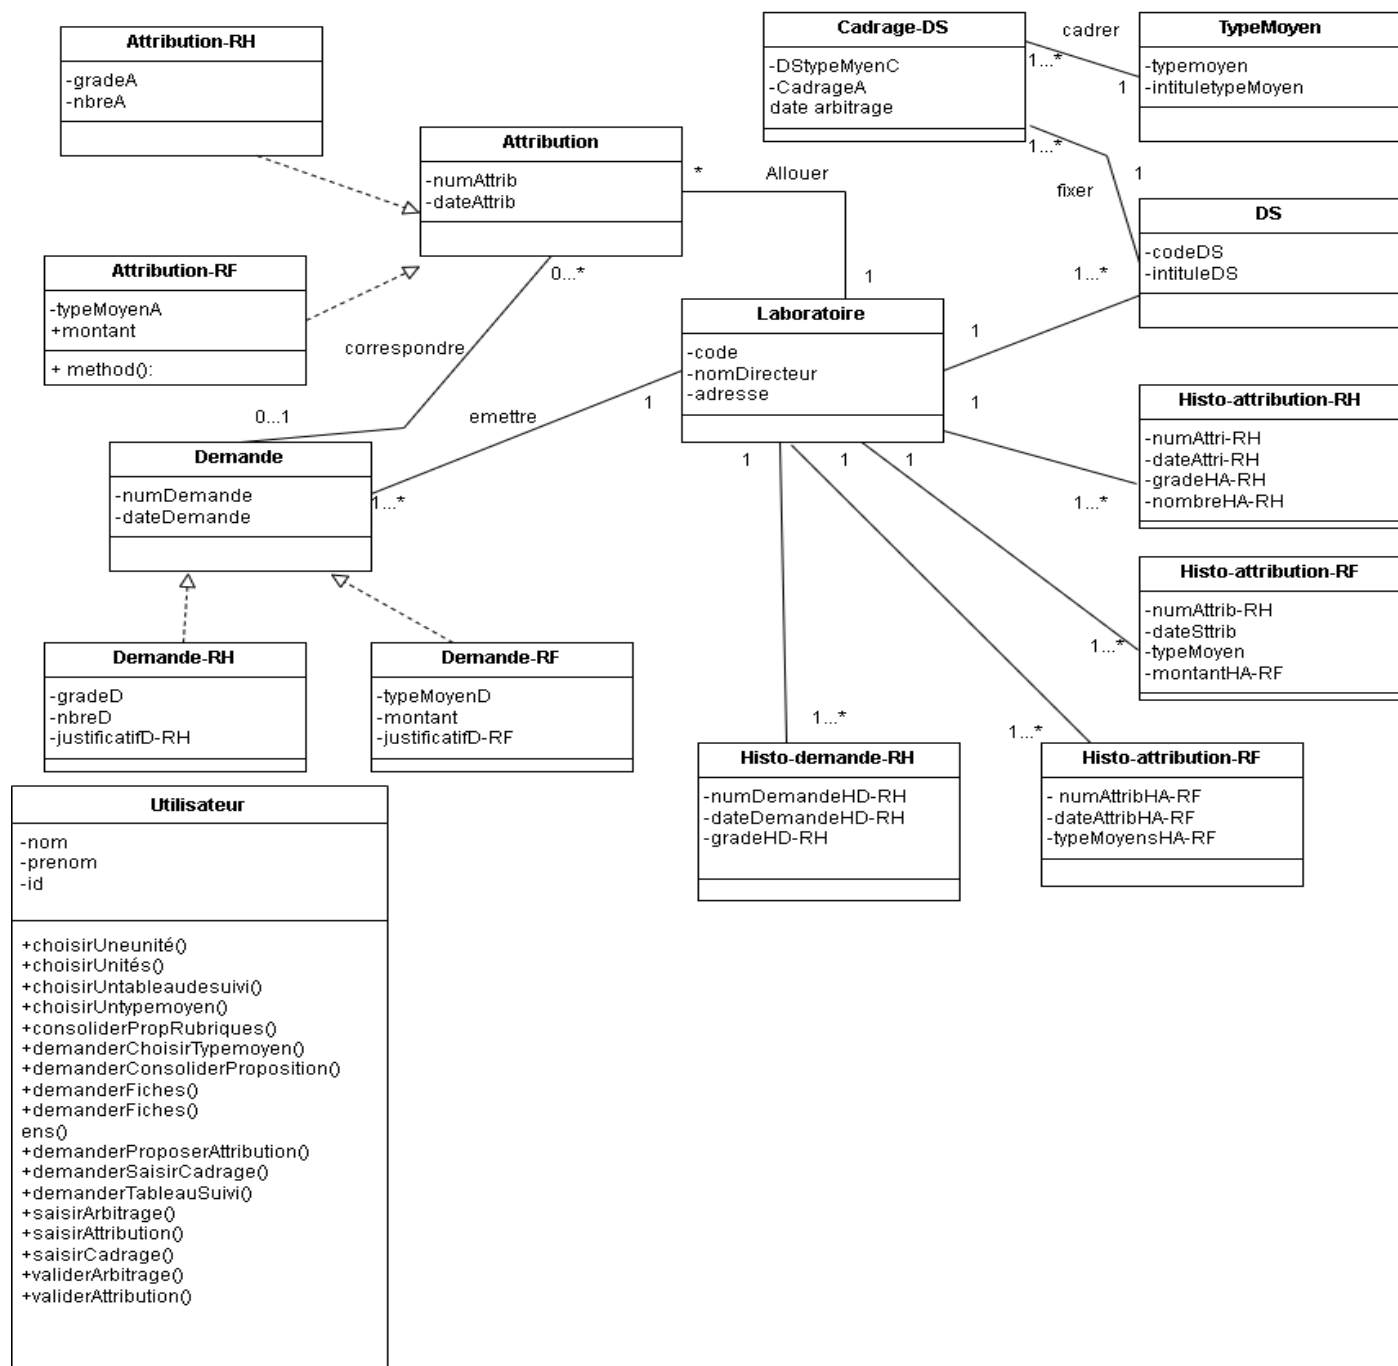 Attribution-RH
-gradeA
-nbreA
Attribution
-numAttrib
-dateAttrib
Attribution-RF
-typeMoyenA
+montant
+ method():
Cadrage-DS
-DStypeMyenC
-CadrageA
date arbitrage
cadrer
1...*
1
TypeMoyen
-typemoyen
-intituletypeMoyen
1...*
1
fixer
DS
-codeDS
-intituleDS
*
Allouer
1
0...*
correspondre
0...1
1...*
1
Laboratoire
-code
-nomDirecteur
-adresse
emettre
1
1...*
Demande
-numDemande
-dateDemande
1
1...*
Histo-attribution-RH
-numAttri-RH
-dateAttri-RH
-gradeHA-RH
-nombreHA-RH
1
1
1
1...*
Histo-attribution-RF
-numAttrib-RH
-dateSttrib
-typeMoyen
-montantHA-RF
Demande-RH
-gradeD
-nbreD
-justificatifD-RH
Demande-RF
-typeMoyenD
-montant
-justificatifD-RF
1...*
1...*
Histo-demande-RH
-numDemandeHD-RH
-dateDemandeHD-RH
-gradeHD-RH
Histo-attribution-RF
- numAttribHA-RF
-dateAttribHA-RF
-typeMoyensHA-RF
Utilisateur
-nom
-prenom
-id
+choisirUneunité()
+choisirUnités()
+choisirUntableaudesuivi()
+choisirUntypemoyen()
+consoliderPropRubriques()
+demanderChoisirTypemoyen()
+demanderConsoliderProposition()
+demanderFiches()
+demanderFiches()
ens()
+demanderProposerAttribution()
+demanderSaisirCadrage()
+demanderTableauSuivi()
+saisirArbitrage()
+saisirAttribution()
+saisirCadrage()
+validerArbitrage()
+validerAttribution()